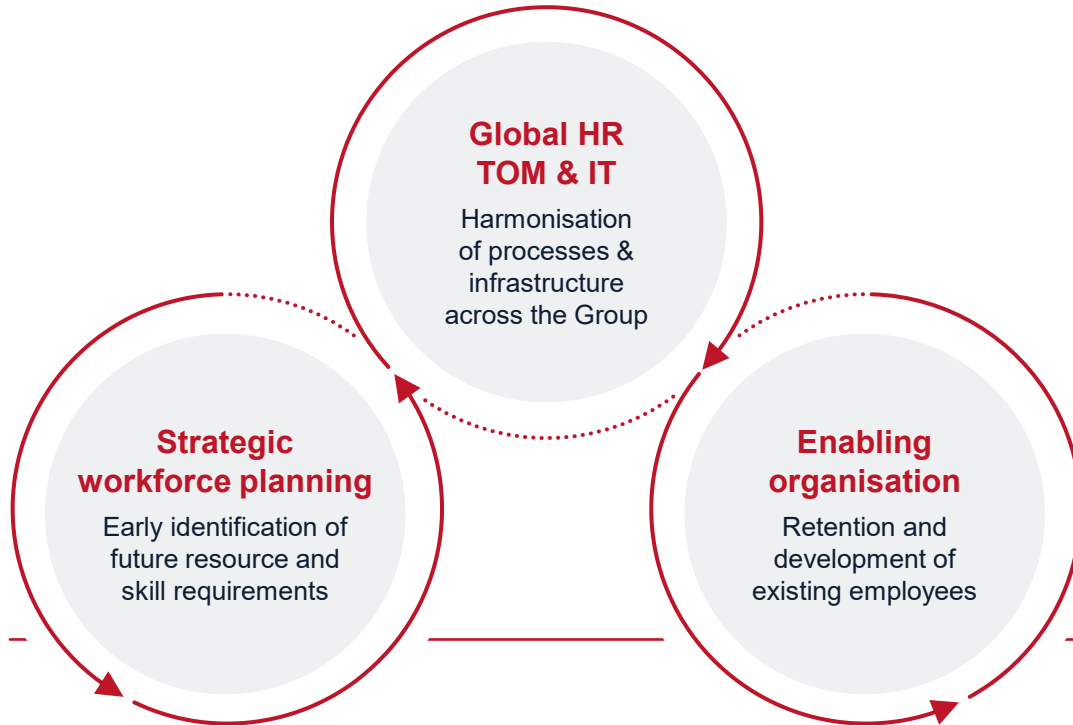 Global HR
TOM & IT
Harmonisation
of processes &
infrastructure
across the Group
Strategic
workforce planning
Early identification of
future resource and
skill requirements
Enabling
organisation
Retention and
development of
existing employees